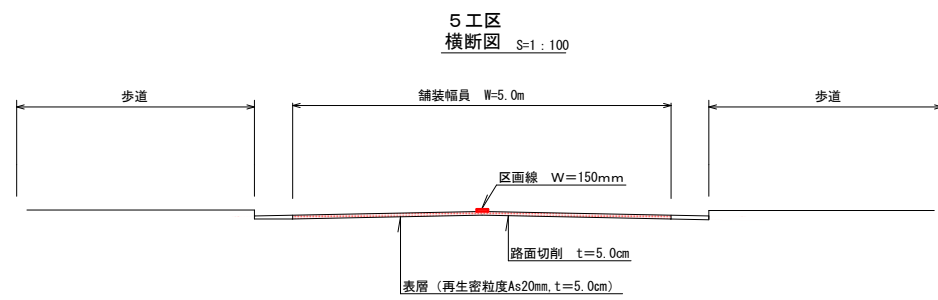 5工区
横断図 S=1：100
歩道
舗装幅員 W=5.0m
歩道
区画線 W＝150mm
路面切削 t＝5.0cm
表層（再生密粒度As20mm,t＝5.0cm）